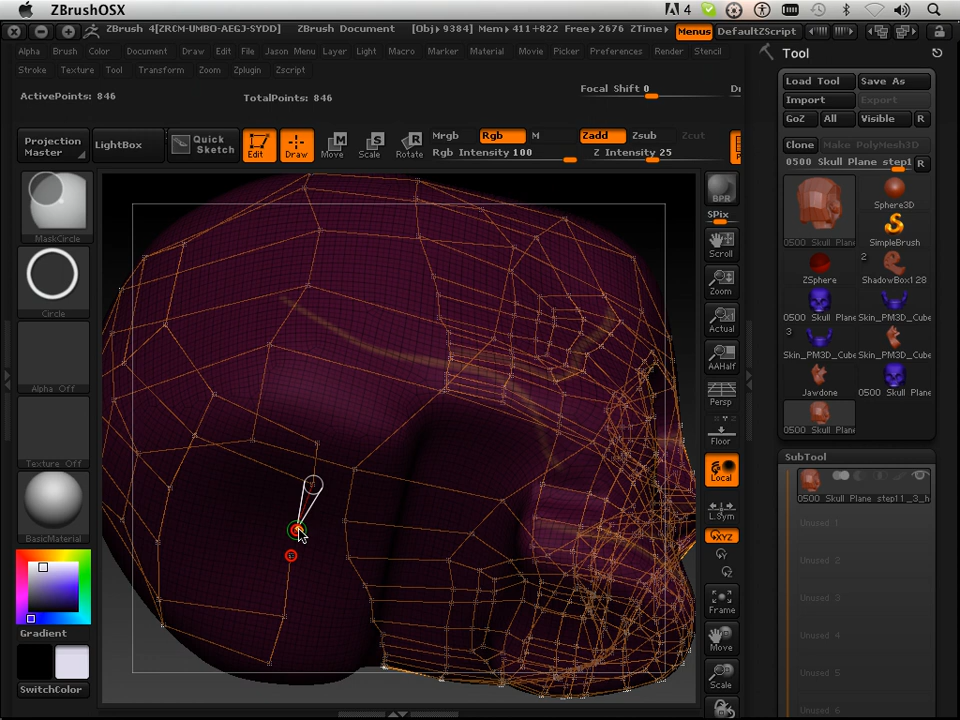 ZBrushOSX
4
ZBrush 4[ZRCM-UMBO-AEGJ-SYDD] ZBrush Document [Obj▸9384] Mem▸411+822 Free▸2676 ZTime▸ Menus DefaultZScript
Alpha Brush Color Document Draw Edit File Jason Menu Layer Light Macro Marker Material Movie Picker Preferences Render Stencil
Stroke Texture Tool Transform Zoom Zplugin Zscript
ActivePoints: 846
TotalPoints: 846
Focal Shift 0
Projection Master
LightBox
Quick Sketch
Edit
Draw
Move
Scale
Rotate
Mrgb Rgb M
Rgb Intensity 100
Zadd Zsub Zcut
Z Intensity 25
MaskCircle
Circle
Alpha Off
Texture Off
BasicMaterial
Gradient
SwitchColor
BPR
SPix
Scroll
Zoom
Actual
AAHalf
Persp
Floor
Local
L.Sym
XYZ
Y
Z
Frame
Move
Scale
Tool
Load Tool Save As
Import Export
GoZ All Visible R
Clone Make PolyMesh3D
0500 Skull Plane step1 R
0500 Skull Plane
Sphere3D
SimpleBrush
ZSphere
2
ShadowBox128
0500 Skull Plane
Skin_PM3D_Cube
3
Skin_PM3D_Cube
Skin_PM3D_Cube
Jawdone
0500 Skull Plane
0500 Skull Plane
SubTool
0500 Skull Plane step11_3_h
Unused 1
Unused 2
Unused 3
Unused 4
Unused 5
Unused 6